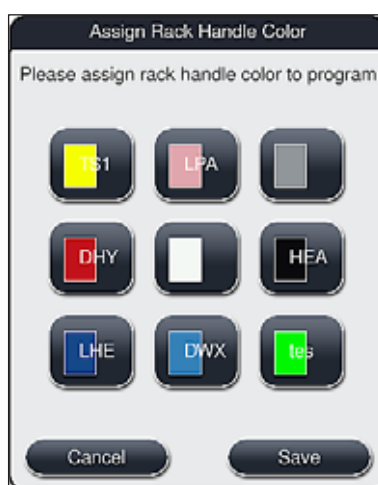 Assign Rack Handle Color
Please assign rack handle color to program
TS1 LPA
DHY HEA
LHE DWX tes
Cancel Save